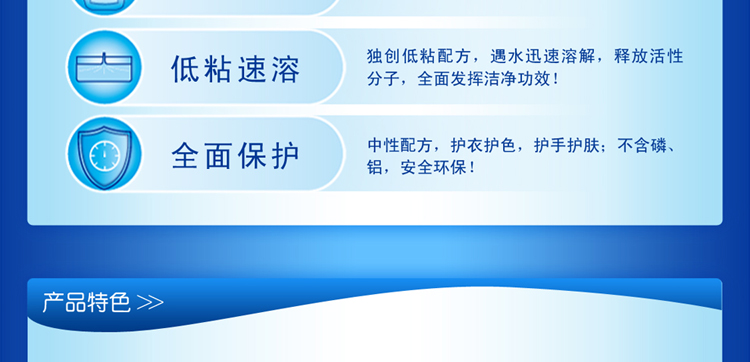 低粘速溶
独创低粘配方，遇水迅速溶解，释放活性
分子，全面发挥洁净功效！
全面保护
中性配方，护衣护色，护手护肤；不含磷、
铝，安全环保！
产品特色 >>